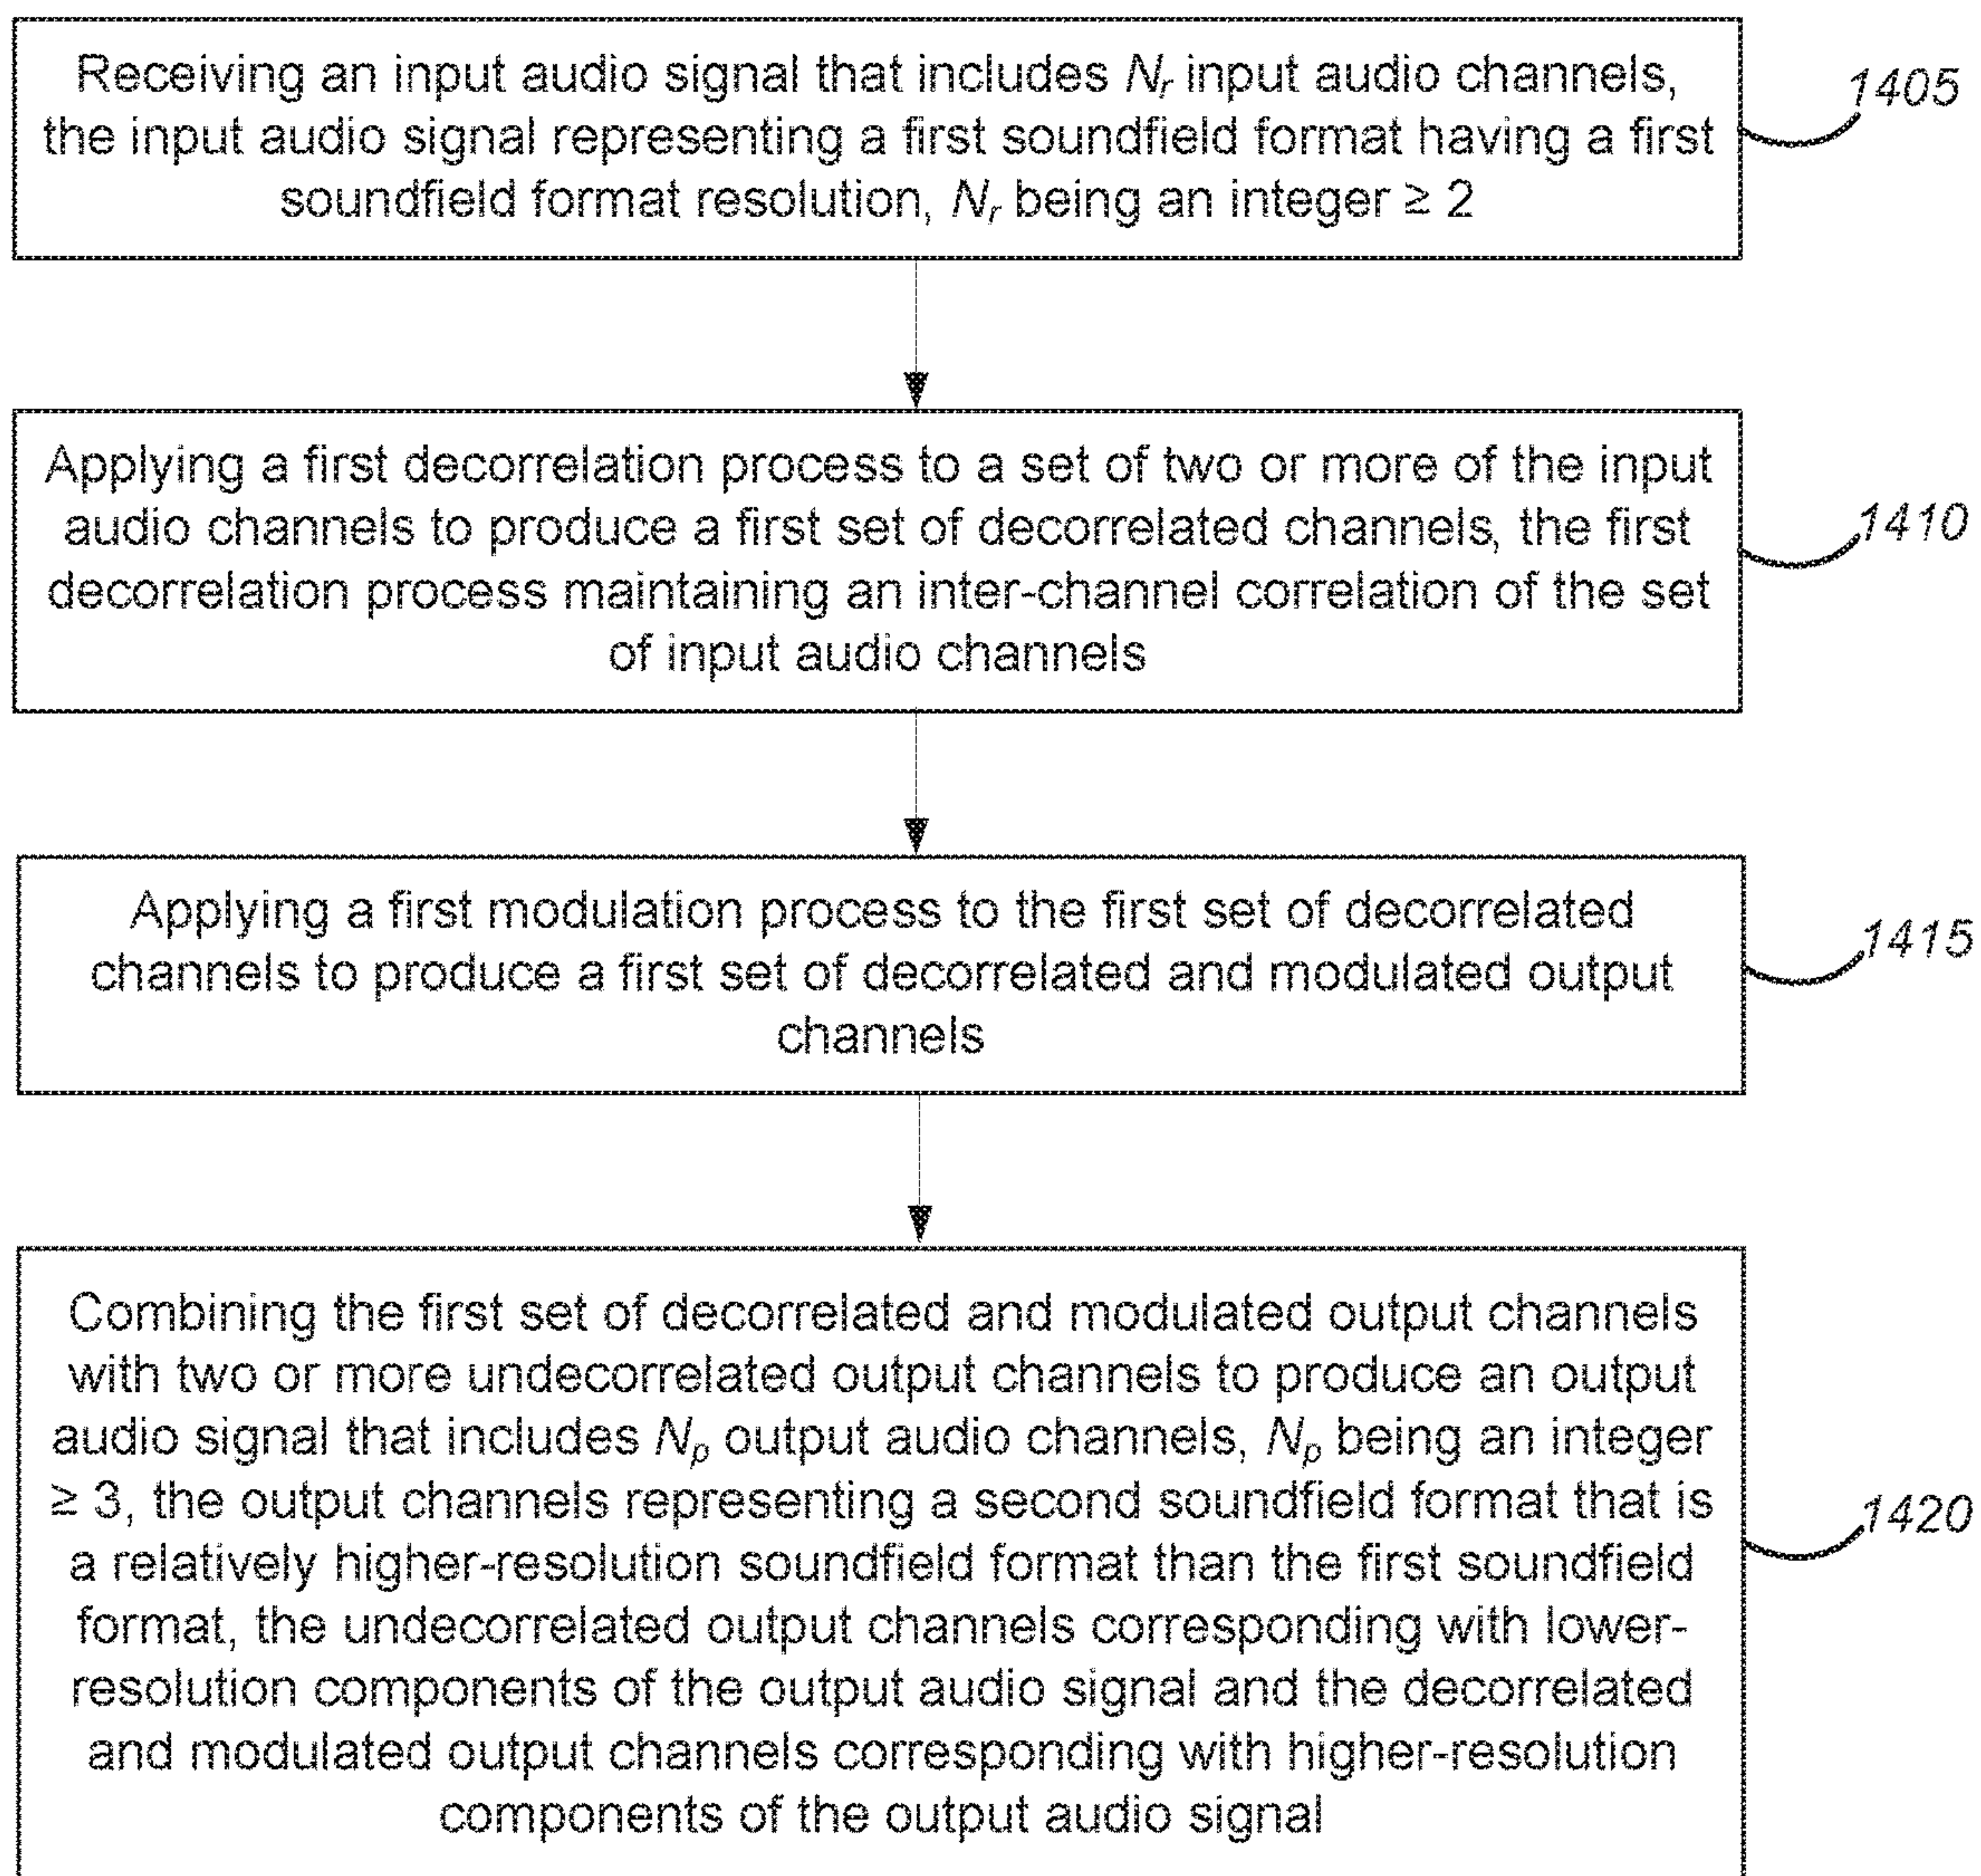 Receiving an input audio signal that includes Nr input audio channels,
the input audio signal representing a first soundfield format having a first
soundfield format resolution, Nr being an integer ≥ 2
1405
Applying a first decorrelation process to a set of two or more of the input
audio channels to produce a first set of decorrelated channels, the first
decorrelation process maintaining an inter-channel correlation of the set
of input audio channels
1410
Applying a first modulation process to the first set of decorrelated
channels to produce a first set of decorrelated and modulated output
channels
1415
Combining the first set of decorrelated and modulated output channels
with two or more undecorrelated output channels to produce an output
audio signal that includes Np output audio channels, Np being an integer
≥ 3, the output channels representing a second soundfield format that is
a relatively higher-resolution soundfield format than the first soundfield
format, the undecorrelated output channels corresponding with lower-
resolution components of the output audio signal and the decorrelated
and modulated output channels corresponding with higher-resolution
components of the output audio signal
1420